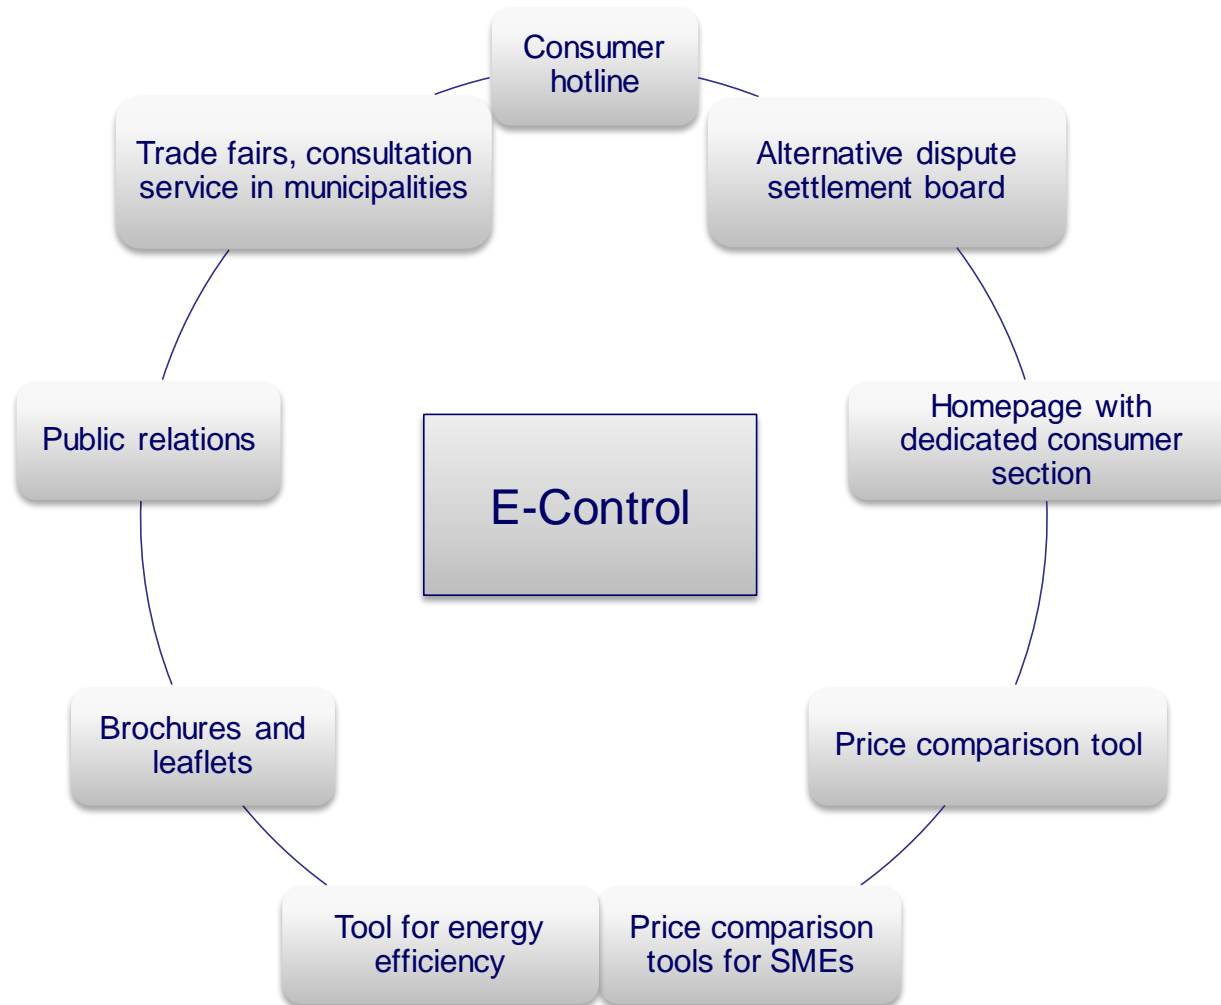 Consumer
hotline
Trade fairs, consultation
service in municipalities
Alternative dispute
settlement board
Public relations
Homepage with
dedicated consumer
section
E-Control
Brochures and
leaflets
Price comparison tool
Tool for energy
efficiency
Price comparison
tools for SMEs